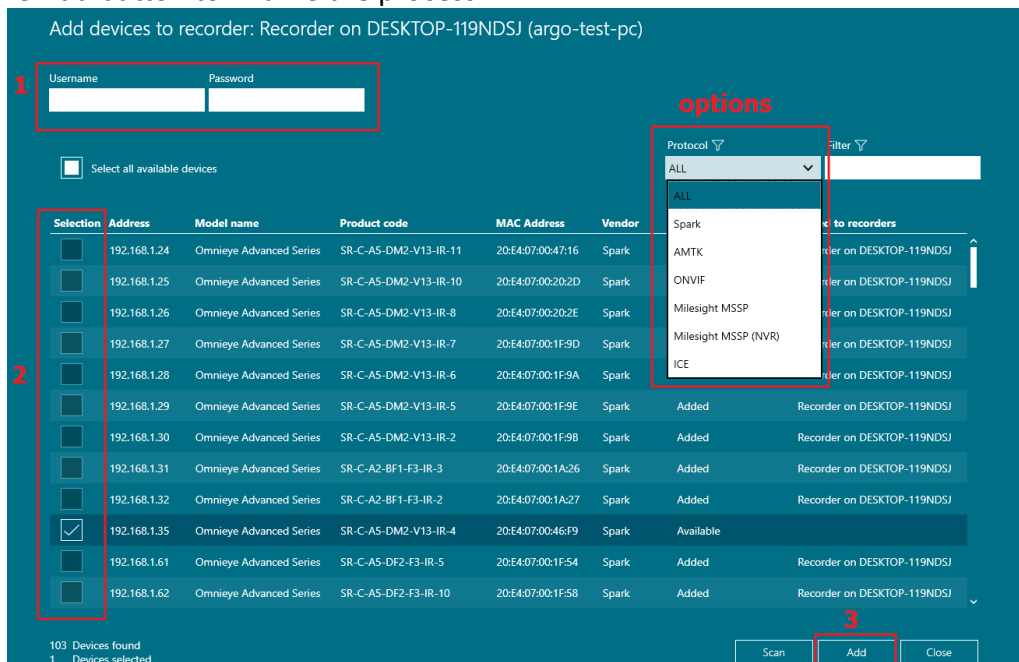 Add devices to recorder: Recorder on DESKTOP-119NDSJ (argo-test-pc)
1
Username Password
options
Protocol Filter
Select all available devices
ALL
ALL
Spark
AMTK
ONVIF
Milesight MSSP
Milesight MSSP (NVR)
ICE
Selection Address Model name Product code MAC Address Vendor to recorders
192.168.1.24 Omnieye Advanced Series SR-C-A5-DM2-V13-IR-11 20:E4:07:00:47:16 Spark on DESKTOP-119NDSJ
192.168.1.25 Omnieye Advanced Series SR-C-A5-DM2-V13-IR-10 20:E4:07:00:20:2D Spark on DESKTOP-119NDSJ
192.168.1.26 Omnieye Advanced Series SR-C-A5-DM2-V13-IR-8 20:E4:07:00:20:2E Spark on DESKTOP-119NDSJ
192.168.1.27 Omnieye Advanced Series SR-C-A5-DM2-V13-IR-7 20:E4:07:00:1F:9D Spark on DESKTOP-119NDSJ
2
192.168.1.28 Omnieye Advanced Series SR-C-A5-DM2-V13-IR-6 20:E4:07:00:1F:9A Spark on DESKTOP-119NDSJ
192.168.1.29 Omnieye Advanced Series SR-C-A5-DM2-V13-IR-5 20:E4:07:00:1F:9E Spark Added Recorder on DESKTOP-119NDSJ
192.168.1.30 Omnieye Advanced Series SR-C-A5-DM2-V13-IR-2 20:E4:07:00:1F:9B Spark Added Recorder on DESKTOP-119NDSJ
192.168.1.31 Omnieye Advanced Series SR-C-A2-BF1-F3-IR-3 20:E4:07:00:1A:26 Spark Added Recorder on DESKTOP-119NDSJ
192.168.1.32 Omnieye Advanced Series SR-C-A2-BF1-F3-IR-2 20:E4:07:00:1A:27 Spark Added Recorder on DESKTOP-119NDSJ
192.168.1.35 Omnieye Advanced Series SR-C-A5-DM2-V13-IR-4 20:E4:07:00:46:F9 Spark Available
192.168.1.61 Omnieye Advanced Series SR-C-A5-DF2-F3-IR-5 20:E4:07:00:1F:54 Spark Added Recorder on DESKTOP-119NDSJ
192.168.1.62 Omnieye Advanced Series SR-C-A5-DF2-F3-IR-10 20:E4:07:00:1F:58 Spark Added Recorder on DESKTOP-119NDSJ
3
103 Devices found
1 Devices selected
Scan Add Close